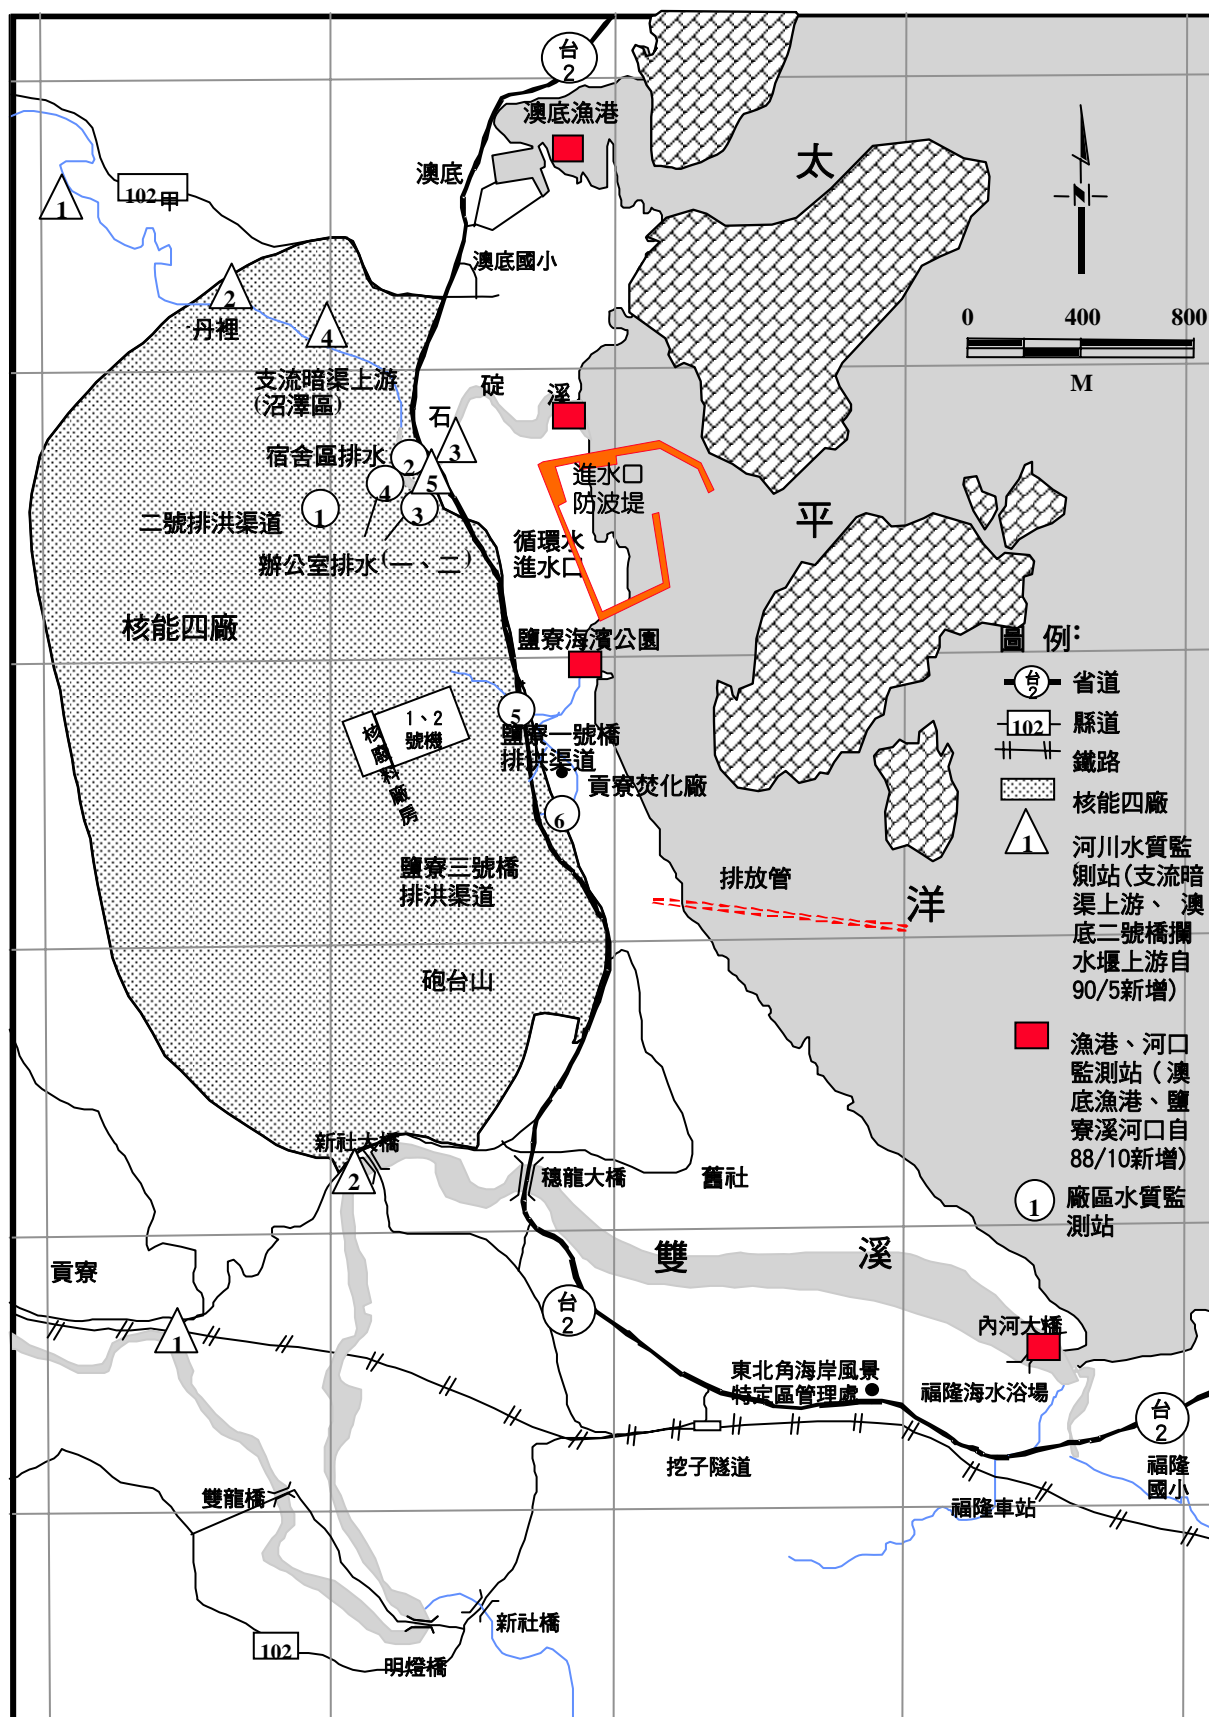 台
2
澳底漁港
太
澳底
102甲
1
N
澳底國小
2
丹裡
4
0 400 800
M
支流暗渠上游
(沼澤區)
碇
溪
石
3
宿舍區排水
2
5
4
進水口
防波堤
1
3
二號排洪渠道
平
循環水
進水口
辦公室排水(一、二)
核能四廠
鹽寮海濱公園
圖 例:
台
2
省道
102
縣道
鐵路
核能四廠
1
河川水質監
測站(支流暗
渠上游、 澳
底二號橋攔
水堰上游自
90/5新增)
漁港、河口
監測站(澳
底漁港、鹽
寮溪河口自
88/10新增)
1
廠區水質監
測站
1、2
號機
核廢料廠房
5
鹽寮一號橋
排洪渠道
貢寮焚化廠
6
鹽寮三號橋
排洪渠道
排放管
洋
砲台山
新社大橋
2
穗龍大橋
舊社
雙
溪
貢寮
台
2
1
內河大橋
東北角海岸風景
特定區管理處
福隆海水浴場
台
2
挖子隧道
福隆
國小
雙龍橋
福隆車站
新社橋
102
明燈橋